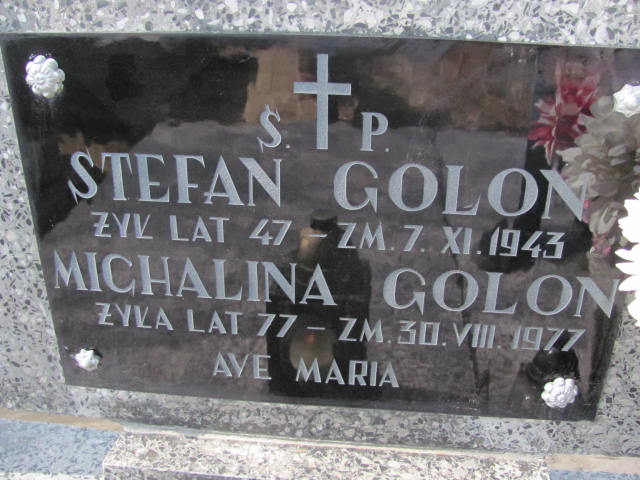 Ś. P.
STEFAN GOLON
ŻYŁ LAT 47 - ZM. 7. XI. 1943
MICHALINA GOLON
ŻYŁA LAT 77 - ZM. 30. VIII. 1977
AVE MARIA